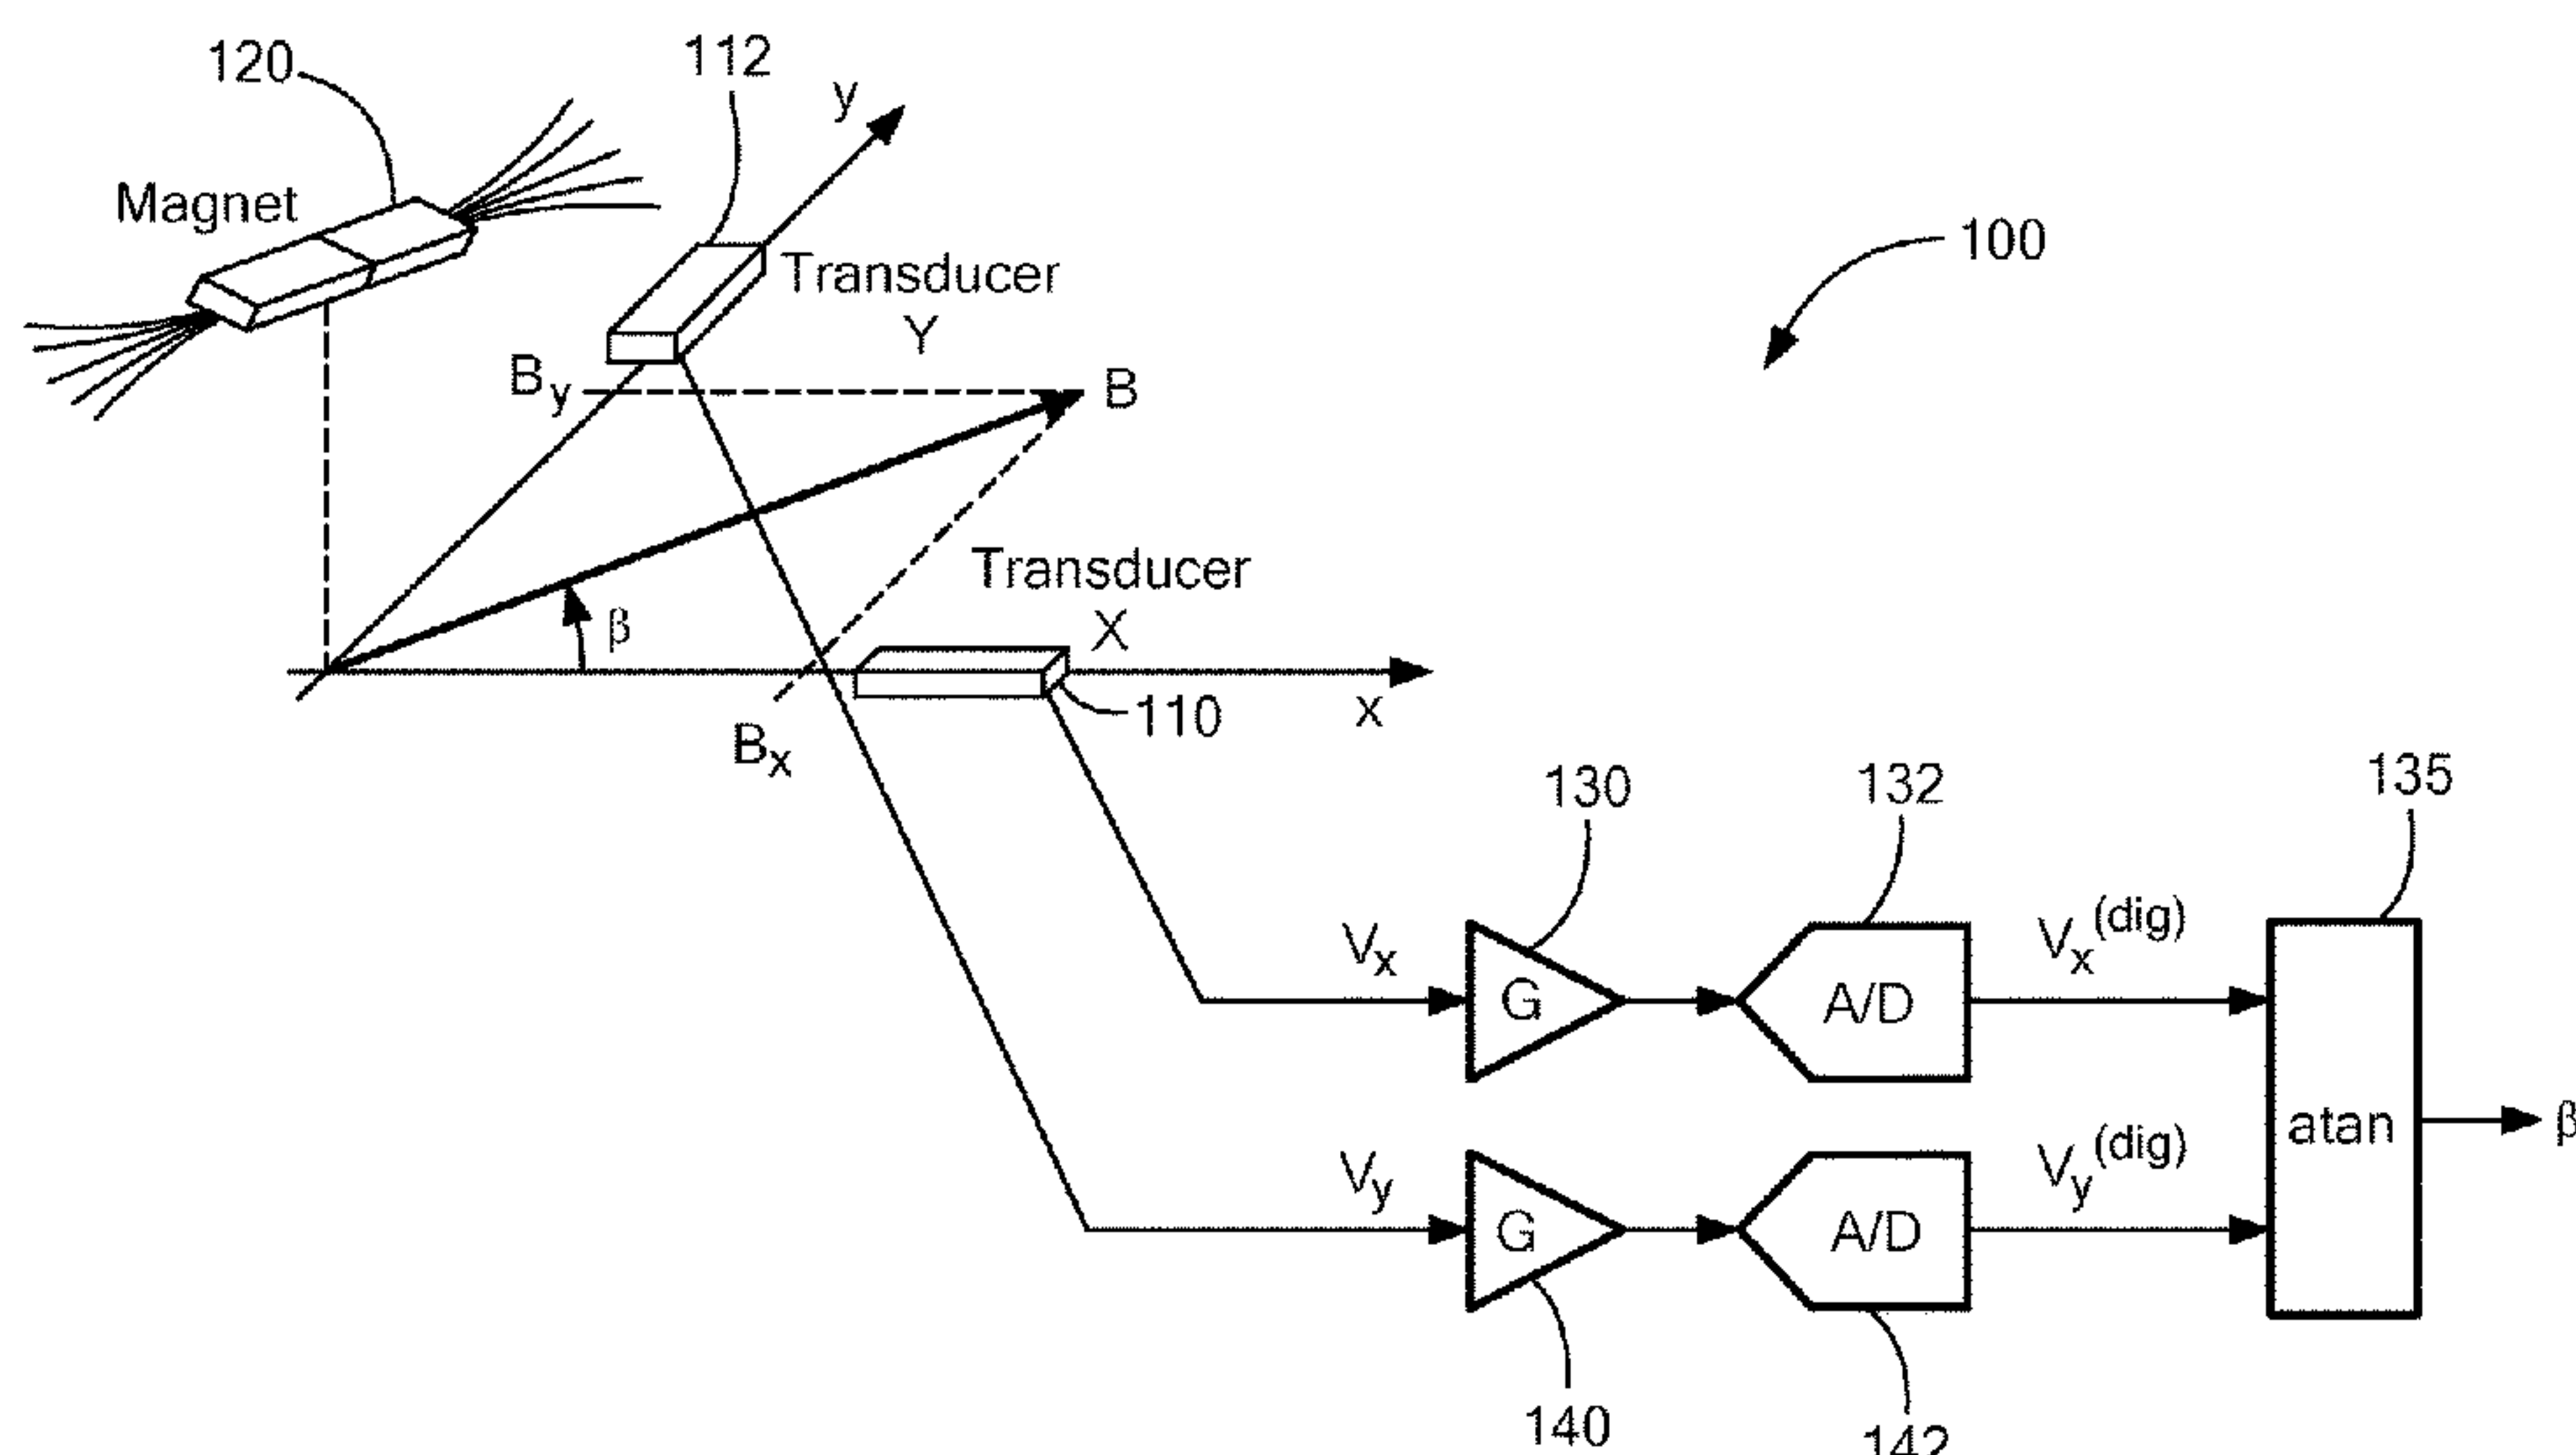 120
112
y
Magnet
100
Transducer
Y
By
B
Transducer
β
X
110
x
Bx
130
132
135
Vx
G
A/D
Vx(dig)
atan
β
Vy
G
A/D
Vy(dig)
140
142